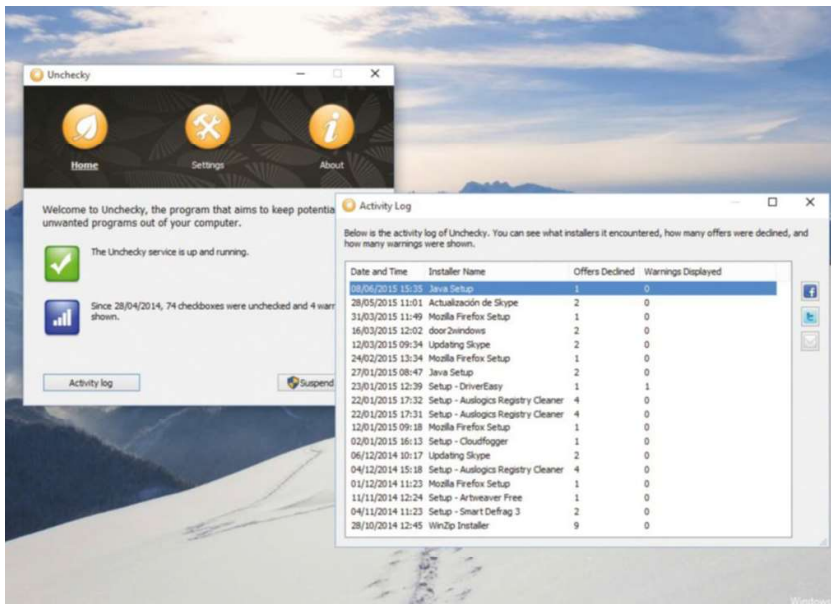 Unchecky
Home
Settings
About
Welcome to Unchecky, the program that aims to keep potentia
unwanted programs out of your computer.
The Unchecky service is up and running.
Since 28/04/2014, 74 checkboxes were unchecked and 4 warr
shown.
Activity log
Suspend
Activity Log
Below is the activity log of Unchecky. You can see what installers it encountered, how many offers were declined, and
how many warnings were shown.
Date and Time Installer Name Offers Declined Warnings Displayed
08/06/2015 15:35 Java Setup 1 0
28/05/2015 11:01 Actualización de Skype 2 0
31/03/2015 11:49 Mozilla Firefox Setup 1 0
16/03/2015 12:02 door2windows 2 0
12/03/2015 09:34 Updating Skype 2 0
24/02/2015 13:34 Mozilla Firefox Setup 1 0
27/01/2015 08:47 Java Setup 2 0
23/01/2015 12:39 Setup - DriverEasy 1 1
22/01/2015 17:32 Setup - Auslogics Registry Cleaner 4 0
22/01/2015 17:31 Setup - Auslogics Registry Cleaner 4 0
12/01/2015 09:18 Mozilla Firefox Setup 1 0
02/01/2015 16:13 Setup - Cloudfogger 1 0
06/12/2014 10:17 Updating Skype 2 0
04/12/2014 15:18 Setup - Auslogics Registry Cleaner 4 0
01/12/2014 11:23 Mozilla Firefox Setup 1 0
11/11/2014 12:24 Setup - Artweaver Free 1 0
04/11/2014 11:23 Setup - Smart Defrag 3 2 0
28/10/2014 12:45 WinZip Installer 9 0
Windows